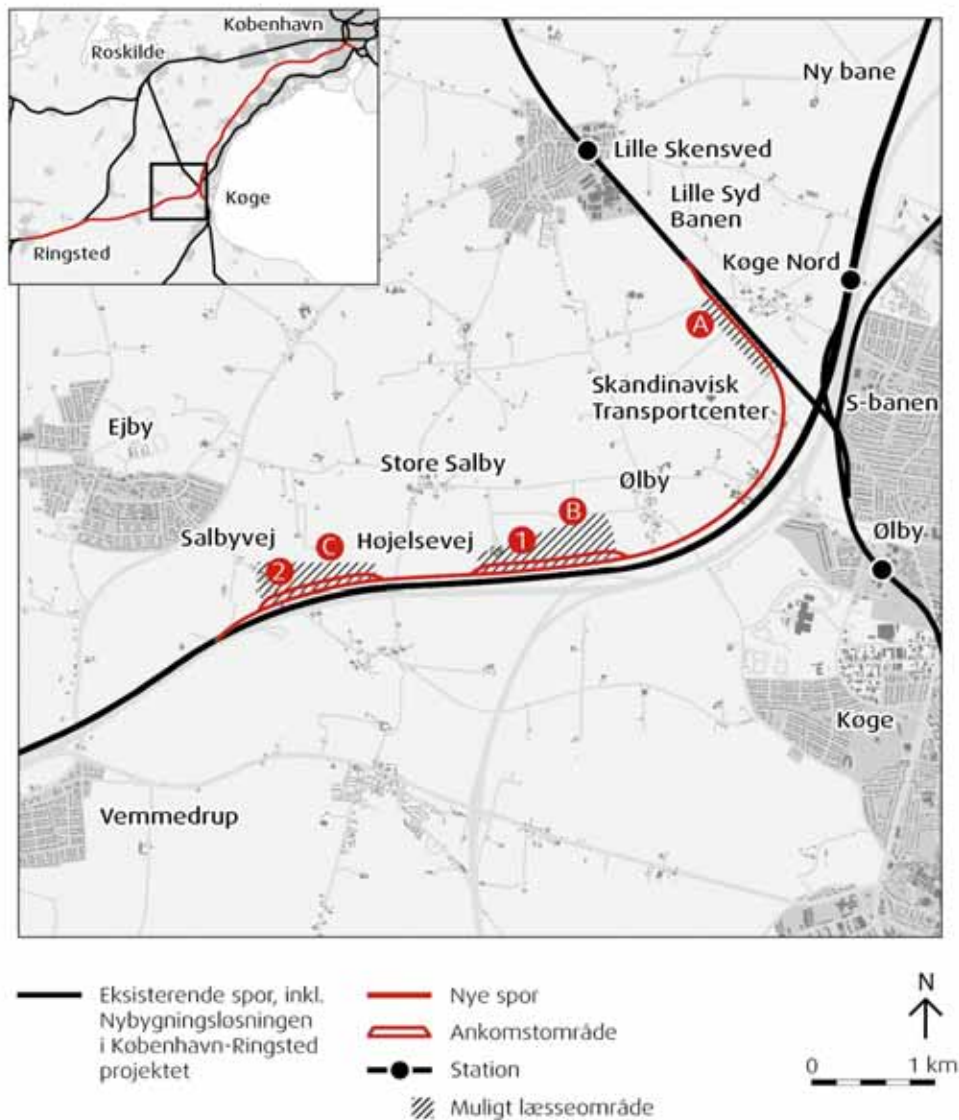 København
Roskilde
Køge
Ringsted
Ny bane
Lille Skensved
Lille Syd
Banen
Køge Nord
A
Skandinavisk
Transportcenter
S-banen
Ejby
Store Salby
Ølby
B
Salbyvej
C
Højelsevej
1
2
Ølby
Køge
Vemmedrup
Eksisterende spor, inkl.
Nybygningsløsningen
i København-Ringsted
projektet
Nye spor
Ankomstområde
Station
Muligt læsseområde
N
0 1 km